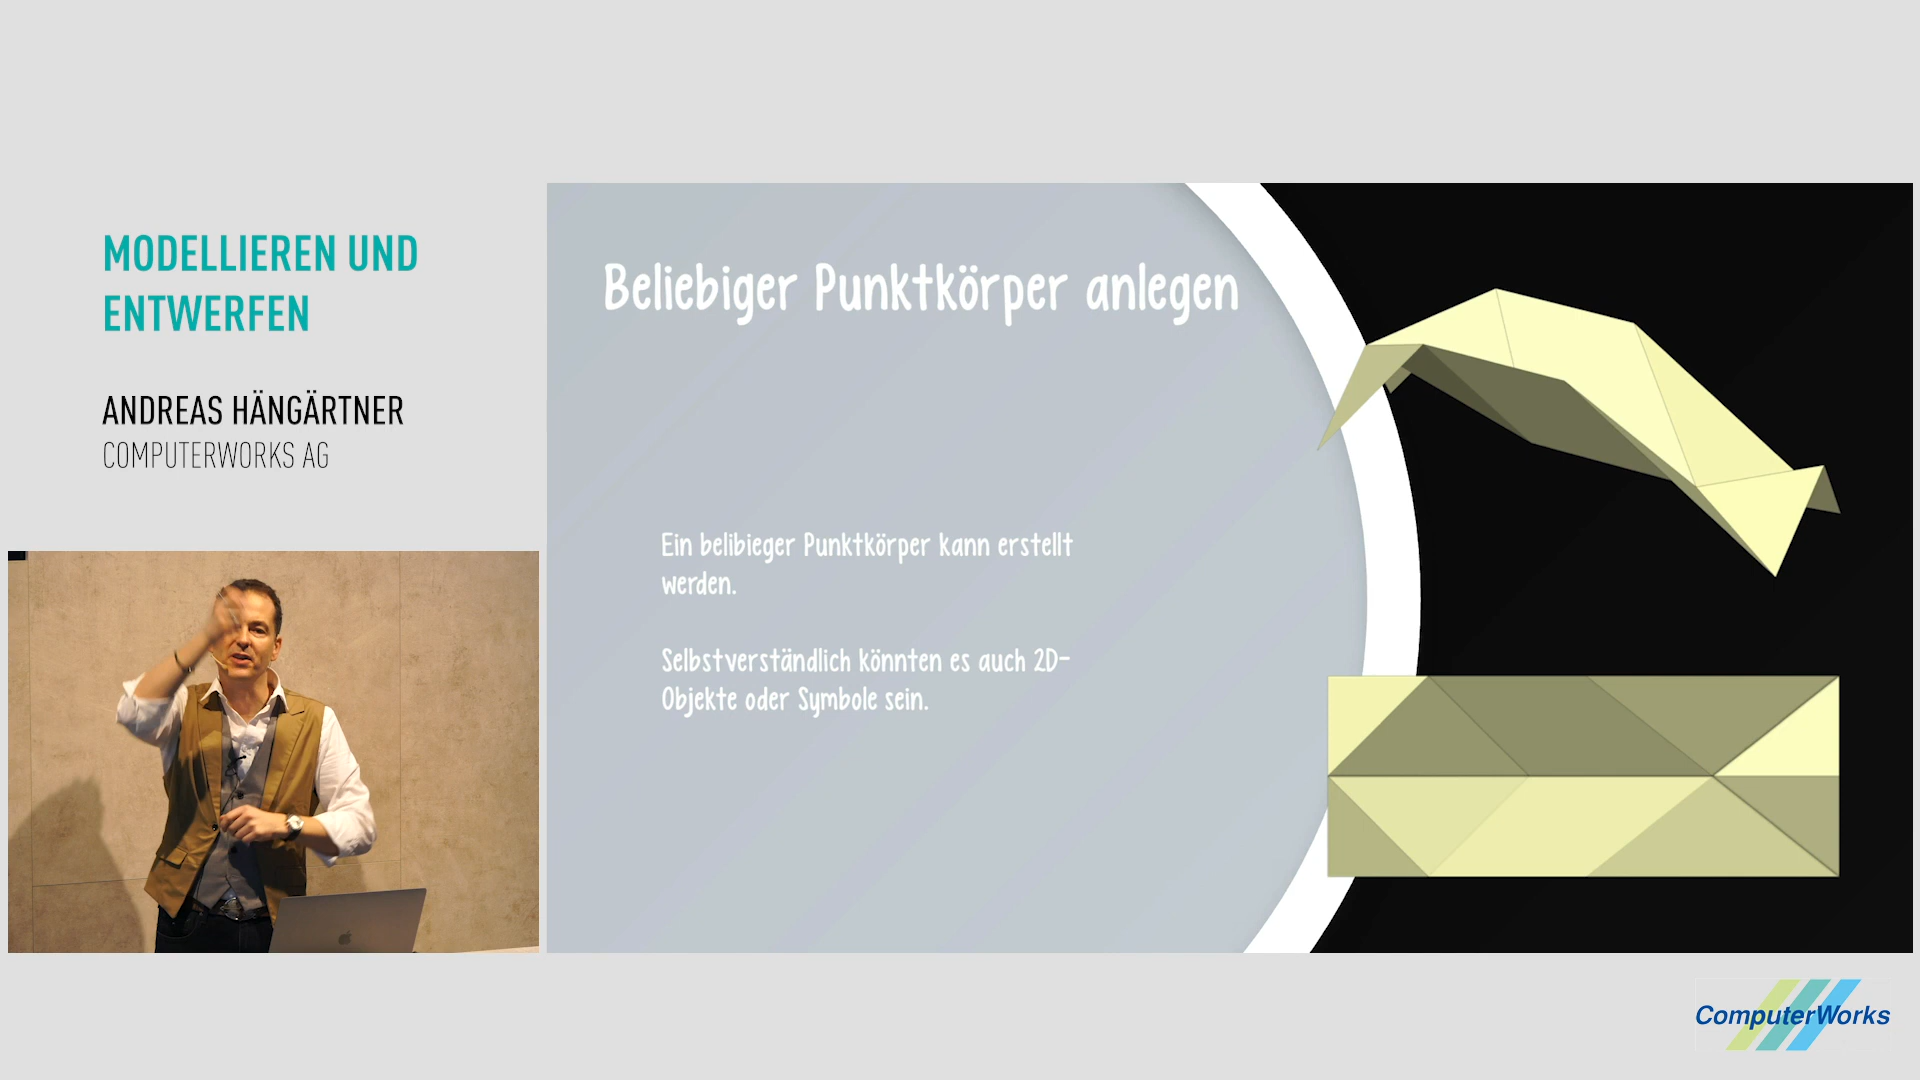 MODELLIEREN UND
ENTWERFEN
ANDREAS HÄNGÄRTNER
COMPUTERWORKS AG
Beliebiger Punktkörper anlegen
Ein belibieger Punktkörper kann erstellt
werden.
Selbstverständlich könnten es auch 2D-
Objekte oder Symbole sein.
ComputerWorks